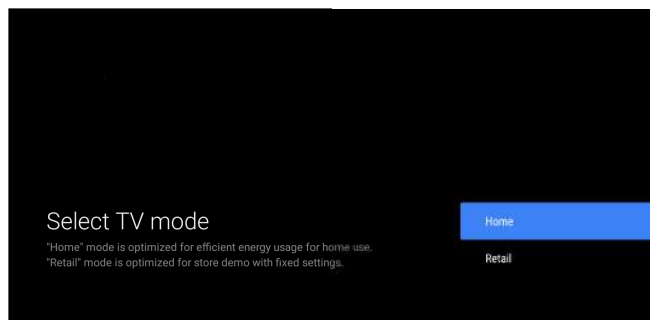 Select TV mode
"Home" mode is optimized for efficient energy usage for home use.
"Retail" mode is optimized for store demo with fixed settings.
Home
Retail